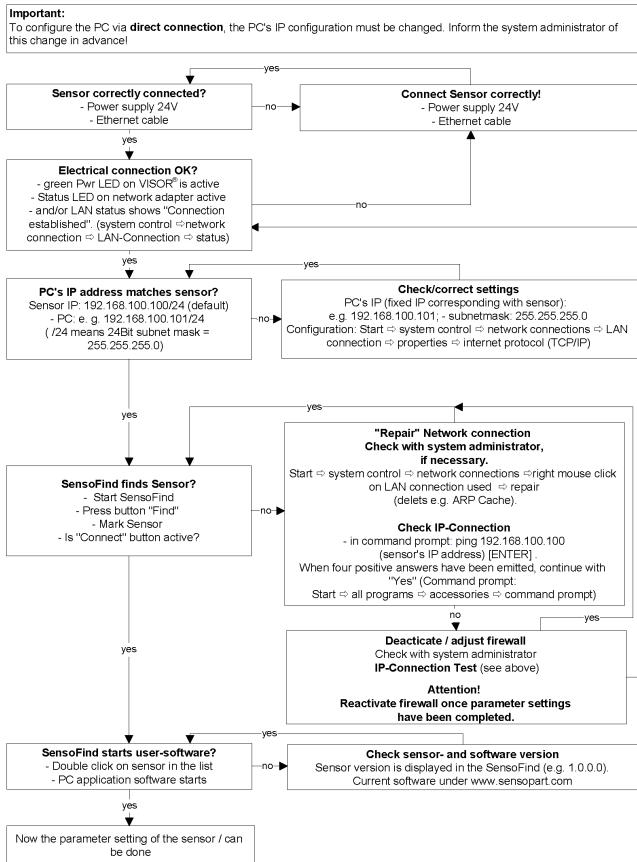 Important:
To configure the PC via direct connection, the PC's IP configuration must be changed. Inform the system administrator of
this change in advance!
yes
Sensor correctly connected?
- Power supply 24V
- Ethernet cable
no
Connect Sensor correctly!
- Power supply 24V
- Ethernet cable
yes
Electrical connection OK?
- green Pwr LED on VISOR® is active
- Status LED on network adapter active
- and/or LAN status shows "Connection
established". (system control ⇨network
connection ⇨ LAN-Connection ⇨ status)
no
yes
yes
PC's IP address matches sensor?
Sensor IP: 192.168.100.100/24 (default)
- PC: e. g. 192.168.100.101/24
( /24 means 24Bit subnet mask =
255.255.255.0)
no
Check/correct settings
PC's IP (fixed IP corresponding with sensor):
e.g. 192.168.100.101; - subnetmask: 255.255.255.0
Configuration: Start ⇨ system control ⇨ network connections ⇨ LAN
connection ⇨ properties ⇨ internet protocol (TCP/IP)
yes
yes
SensoFind finds Sensor?
- Start SensoFind
- Press button "Find"
- Mark Sensor
- Is "Connect" button active?
no
"Repair" Network connection
Check with system administrator,
if necessary.
Start ⇨ system control ⇨ network connections ⇨right mouse click
on LAN connection used ⇨ repair
(delets e.g. ARP Cache).
Check IP-Connection
- in command prompt: ping 192.168.100.100
(sensor's IP address) [ENTER] .
When four positive answers have been emitted, continue with
"Yes" (Command prompt:
Start ⇨ all programs ⇨ accessories ⇨ command prompt)
no
yes
Deacticate / adjust firewall
Check with system administrator
IP-Connection Test (see above)
Attention!
Reactivate firewall once parameter settings
have been completed.
yes
yes
SensoFind starts user-software?
- Double click on sensor in the list
- PC application software starts
no
Check sensor- and software version
Sensor version is displayed in the SensoFind (e.g. 1.0.0.0).
Current software under www.sensopart.com
yes
Now the parameter setting of the sensor / can
be done